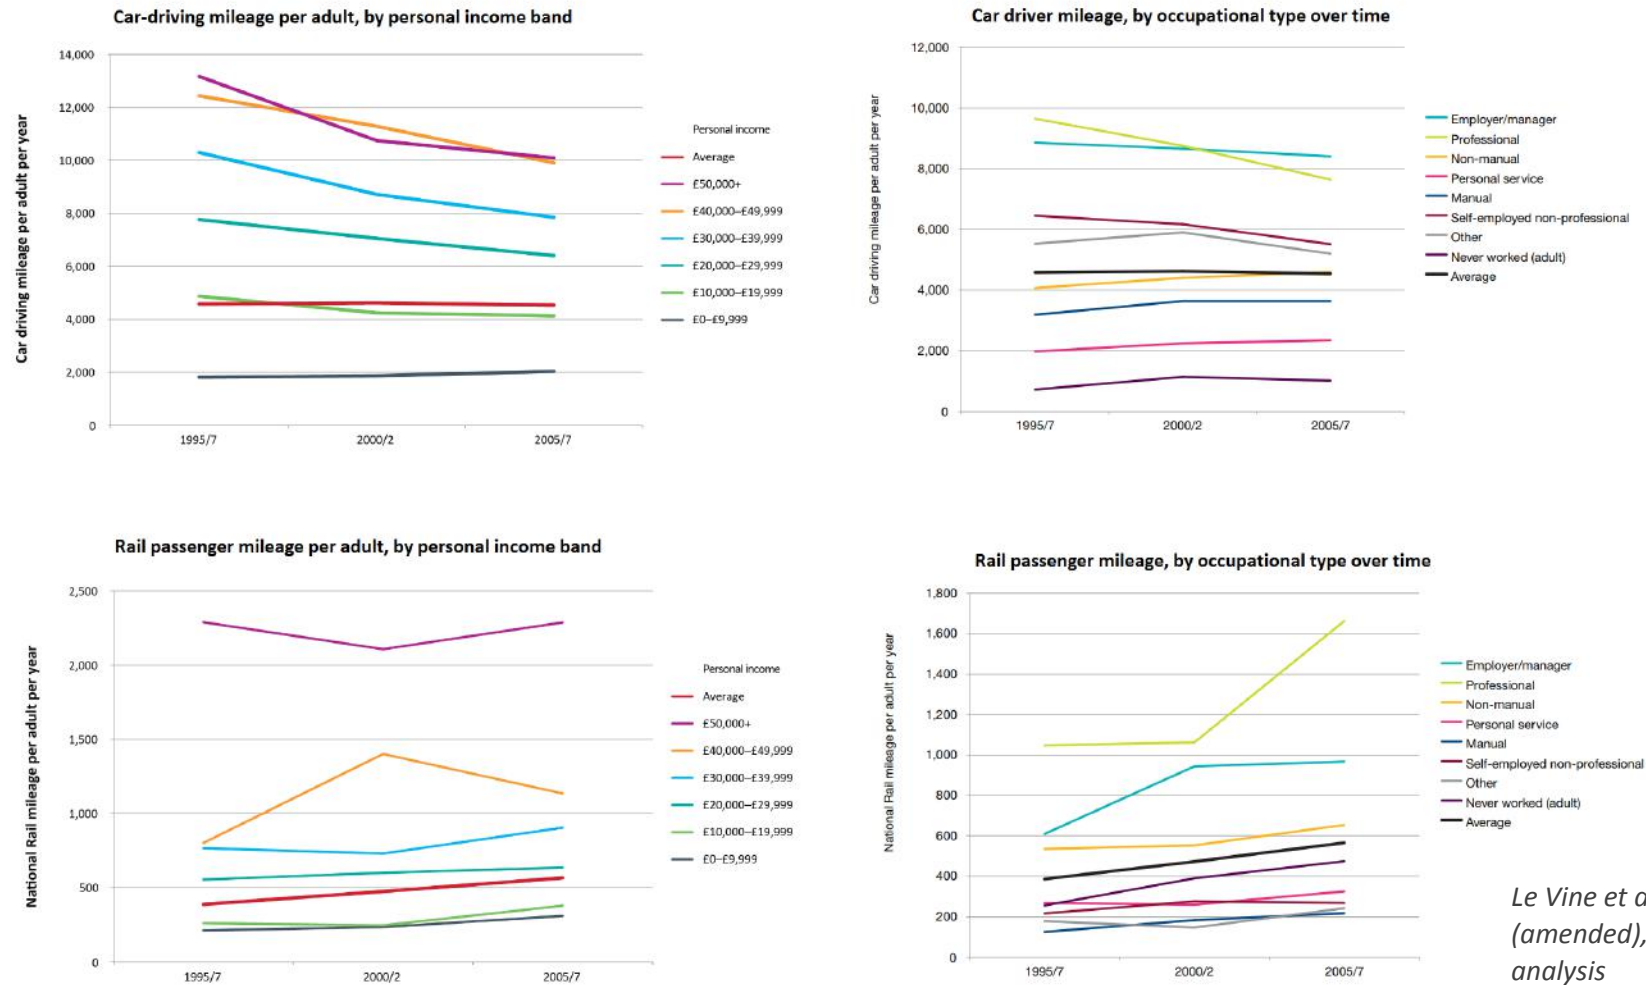 Car-driving mileage per adult, by personal income band
Car driving mileage per adult per year
14,000
12,000
10,000
8,000
6,000
4,000
2,000
0
1995/7
2000/2
2005/7
Personal income
Average
£50,000+
£40,000–£49,999
£30,000–£39,999
£20,000–£29,999
£10,000–£19,999
£0–£9,999
Car driver mileage, by occupational type over time
Car driving mileage per adult per year
12,000
10,000
8,000
6,000
4,000
2,000
0
1995/7
2000/2
2005/7
Employer/manager
Professional
Non-manual
Personal service
Manual
Self-employed non-professional
Other
Never worked (adult)
Average
Rail passenger mileage per adult, by personal income band
National Rail mileage per adult per year
2,500
2,000
1,500
1,000
500
0
1995/7
2000/2
2005/7
Personal income
Average
£50,000+
£40,000–£49,999
£30,000–£39,999
£20,000–£29,999
£10,000–£19,999
£0–£9,999
Rail passenger mileage, by occupational type over time
National Rail mileage per adult per year
1,800
1,600
1,400
1,200
1,000
800
600
400
200
0
1995/7
2000/2
2005/7
Employer/manager
Professional
Non-manual
Personal service
Manual
Self-employed non-professional
Other
Never worked (adult)
Average
Le Vine et
(amended),
analysis